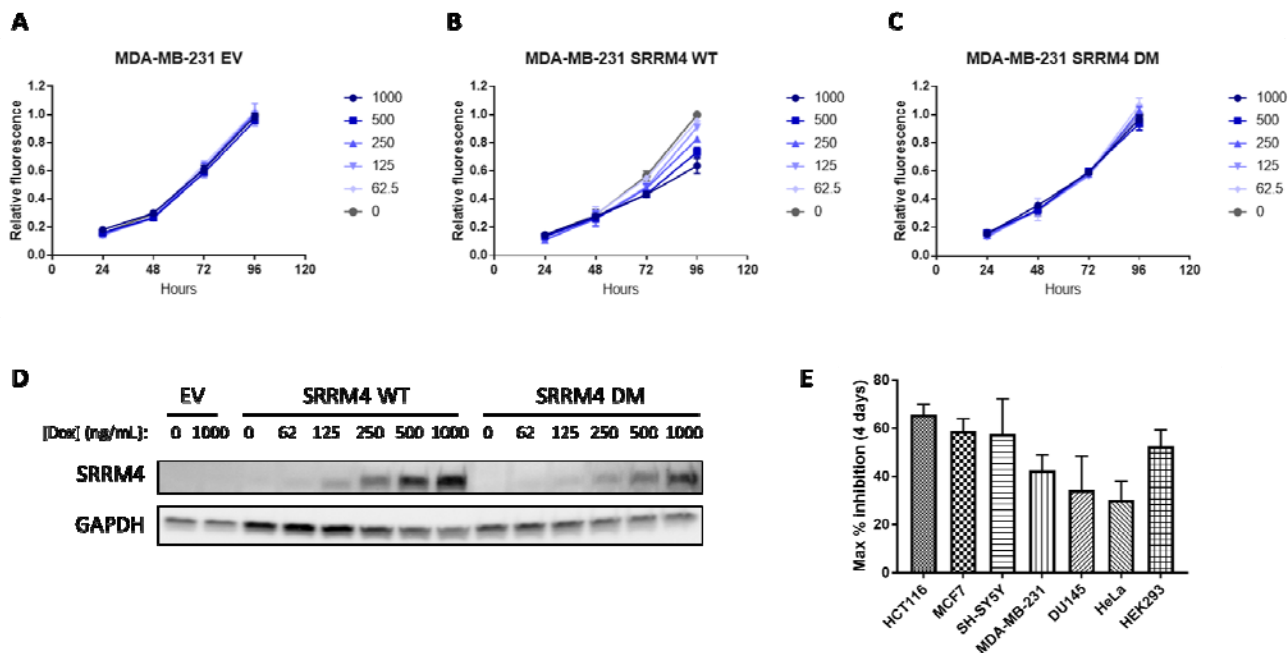 A
MDA-MB-231 EV
Relative fluorescence
1.2
1.0
0.8
0.6
0.4
0.2
0.0
0 24 48 72 96 120
Hours
1000
500
250
125
62.5
0
B
MDA-MB-231 SRRM4 WT
Relative fluorescence
1.2
1.0
0.8
0.6
0.4
0.2
0.0
0 24 48 72 96 120
Hours
1000
500
250
125
62.5
0
C
MDA-MB-231 SRRM4 DM
Relative fluorescence
1.2
1.0
0.8
0.6
0.4
0.2
0.0
0 24 48 72 96 120
Hours
1000
500
250
125
62.5
0
D
EV SRRM4 WT SRRM4 DM
[Dox] (ng/mL): 0 1000 0 62 125 250 500 1000 0 62 125 250 500 1000
SRRM4
GAPDH
E
Max % inhibition (4 days)
80
60
40
20
0
HCT116
MCF7
SH-SY5Y
MDA-MB-231
DU145
HeLa
HEK293